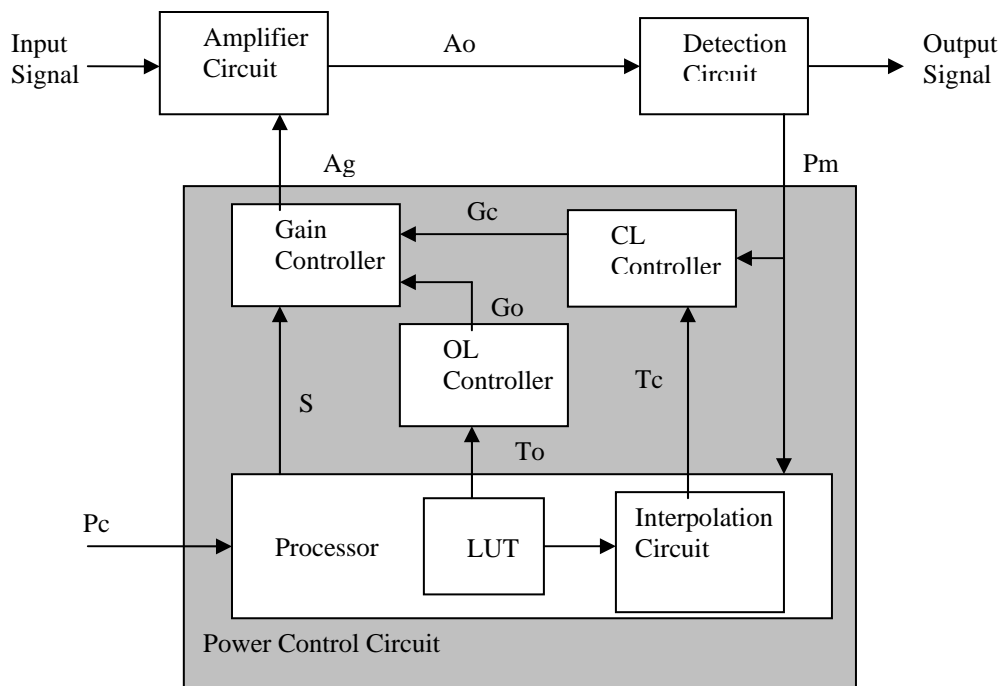 Input
Signal
Amplifier
Circuit
Ao
Detection
Circuit
Output
Signal
Ag
Pm
Gain
Controller
Gc
CL
Controller
Go
OL
Controller
S
Tc
To
Pc
Processor
LUT
Interpolation
Circuit
Power Control Circuit